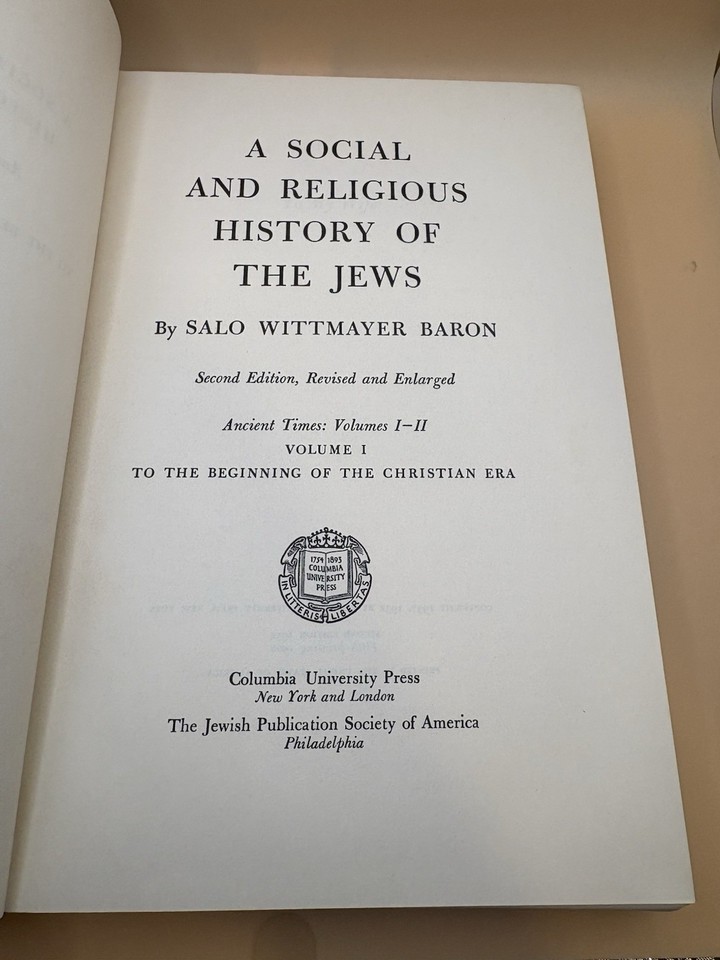 A SOCIAL
AND RELIGIOUS
HISTORY OF
THE JEWS
By SALO WITTMAYER BARON
Second Edition, Revised and Enlarged
Ancient Times: Volumes I–II
VOLUME I
TO THE BEGINNING OF THE CHRISTIAN ERA
1754 1893
COLUMBIA
UNIVERSITY
PRESS
IN LITTERIS LIBERTAS
Columbia University Press
New York and London
The Jewish Publication Society of America
Philadelphia